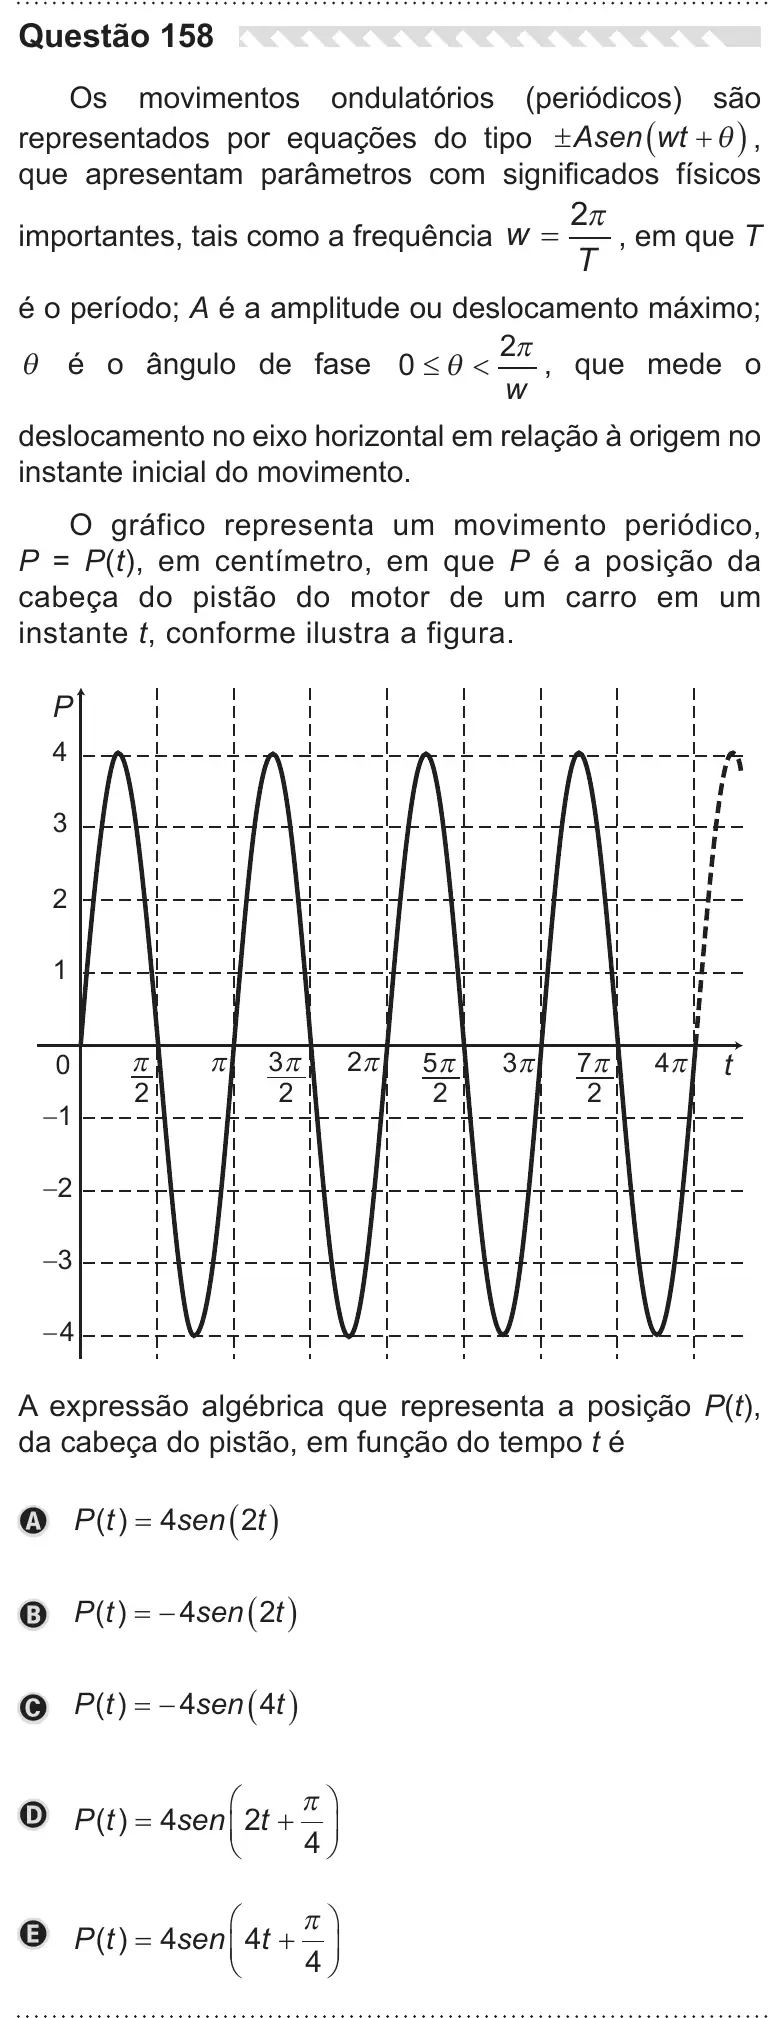 Questão 158
Os movimentos ondulatórios (periódicos) são
representados por equações do tipo ±Asen(wt + θ),
que apresentam parâmetros com significados físicos
importantes, tais como a frequência w = 2π/T, em que T
é o período; A é a amplitude ou deslocamento máximo;
θ é o ângulo de fase 0 ≤ θ < 2π/w, que mede o
deslocamento no eixo horizontal em relação à origem no
instante inicial do movimento.
O gráfico representa um movimento periódico,
P = P(t), em centímetro, em que P é a posição da
cabeça do pistão do motor de um carro em um
instante t, conforme ilustra a figura.
P
4
3
2
1
0 π/2 π 3π/2 2π 5π/2 3π 7π/2 4π t
–1
–2
–3
–4
A expressão algébrica que representa a posição P(t),
da cabeça do pistão, em função do tempo t é
A P(t) = 4sen(2t)
B P(t) = –4sen(2t)
C P(t) = –4sen(4t)
D P(t) = 4sen(2t + π/4)
E P(t) = 4sen(4t + π/4)